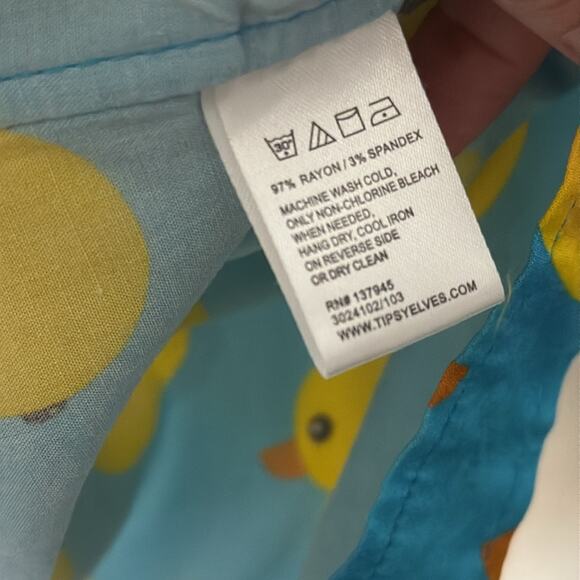 30°
97% RAYON / 3% SPANDEX
MACHINE WASH COLD,
ONLY NON-CHLORINE BLEACH
WHEN NEEDED,
HANG DRY, COOL IRON
ON REVERSE SIDE
OR DRY CLEAN
RN# 137945
3024102/103
WWW.TIPSYELVES.COM